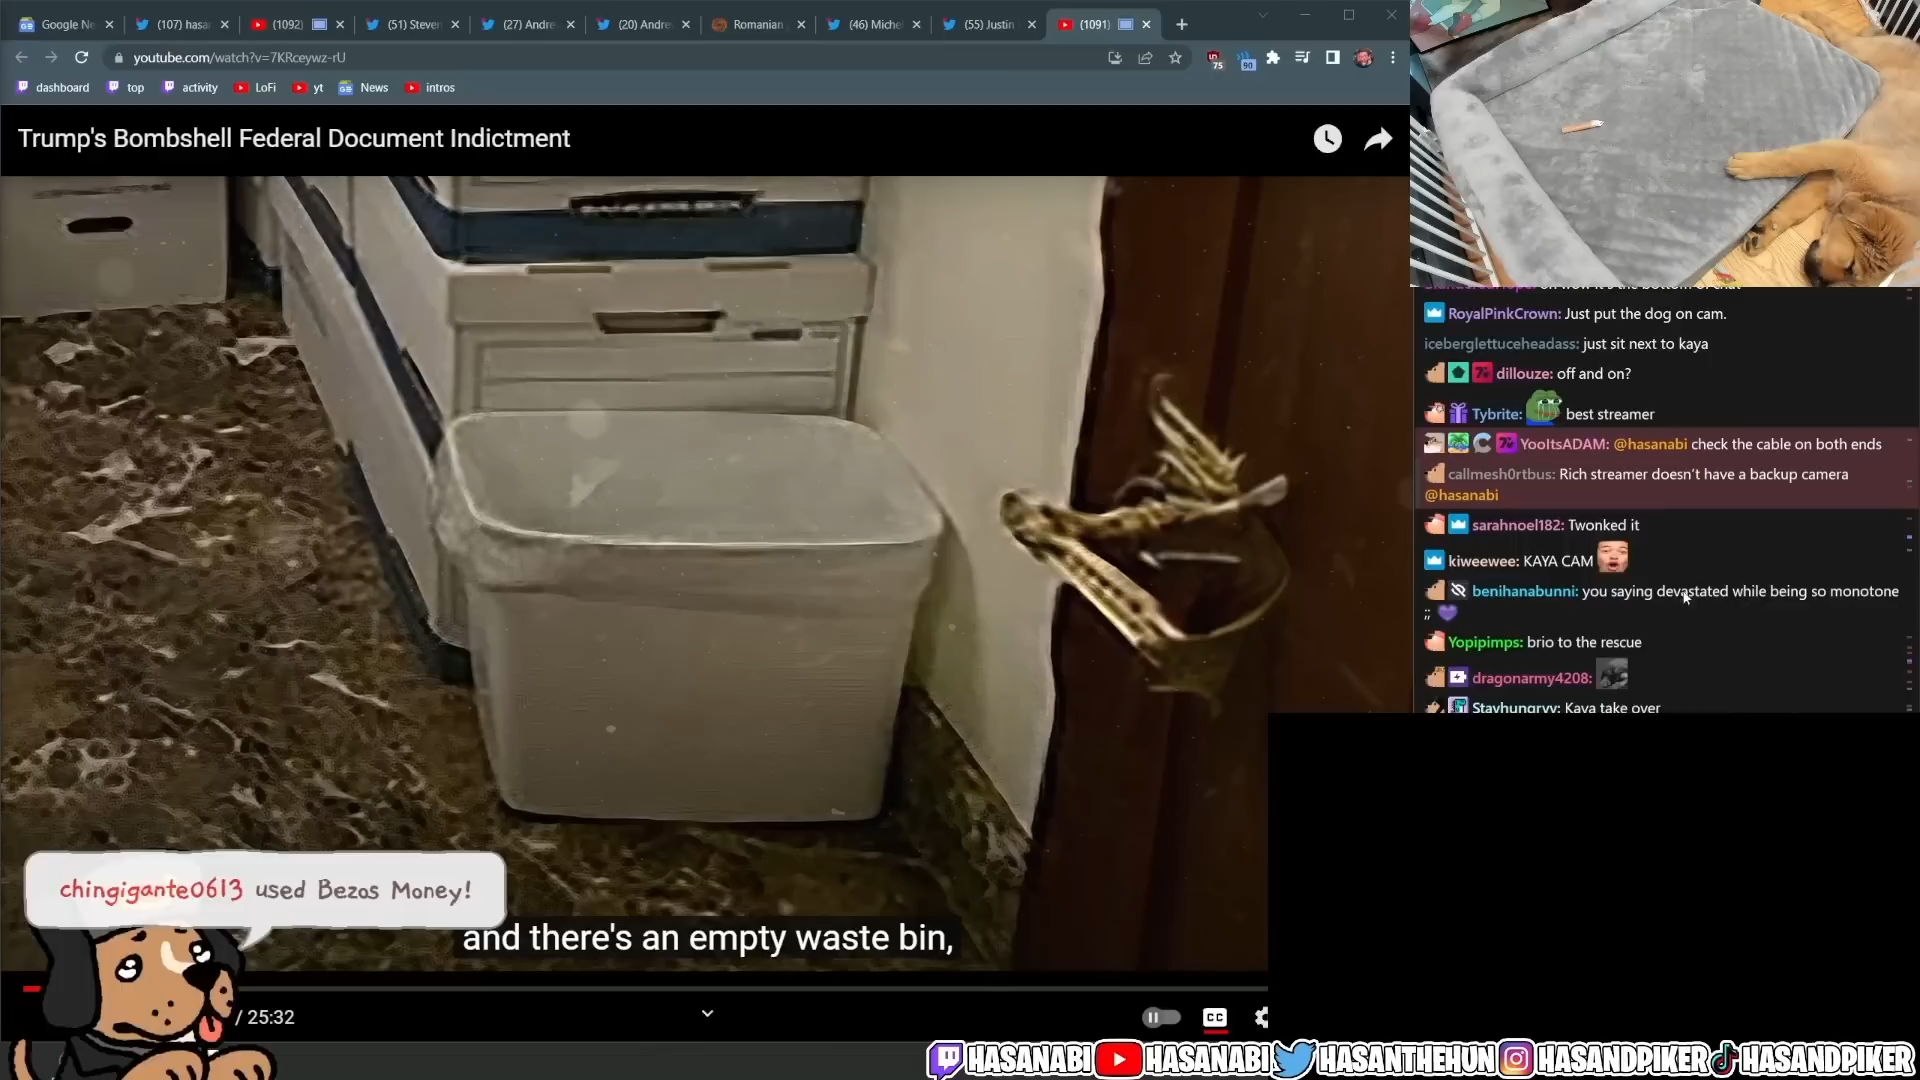 Google Ne
(107) hasa
(1092)
(51) Steven
(27) Andre
(20) Andre
Romanian
(46) Miche
(55) Justin
(1091)
youtube.com/watch?v=7KRceywz-rU
75
90
dashboard
top
activity
LoFi
yt
News
intros
Trump's Bombshell Federal Document Indictment
RoyalPinkCrown: Just put the dog on cam.
iceberglettuceheadass: just sit next to kaya
dillouze: off and on?
Tybrite: best streamer
YooItsADAM: @hasanabi check the cable on both ends
callmesh0rtbus: Rich streamer doesn't have a backup camera
@hasanabi
sarahnoel182: Twonked it
kiweewee: KAYA CAM
benihanabunni: you saying devastated while being so monotone
;;
Yopipimps: brio to the rescue
dragonarmy4208:
Stayhungryy: Kaya take over
chingigante0613 used Bezos Money!
and there's an empty waste bin,
/ 25:32
CC
HASANABI
HASANABI
HASANTHEHUN
HASANDPIKER
HASANDPIKER